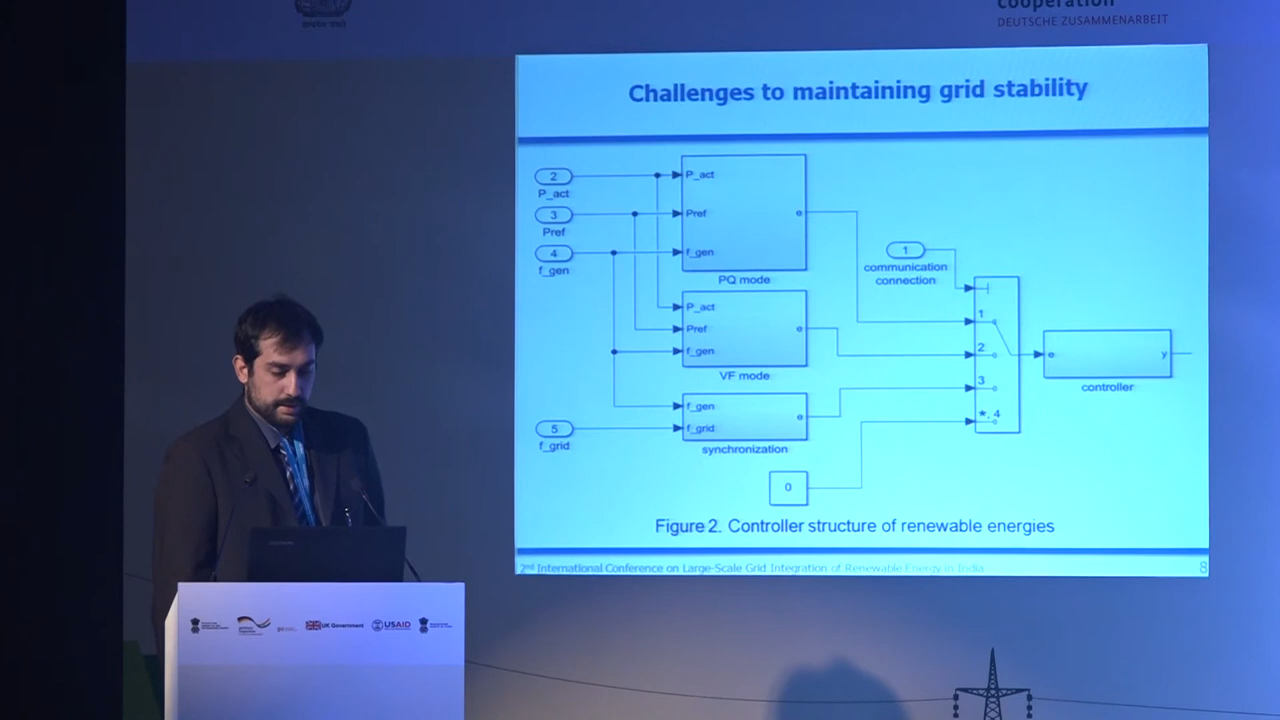 सत्यमेव जयते
cooperation
DEUTSCHE ZUSAMMENARBEIT
Challenges to maintaining grid stability
2
P_act
3
Pref
4
f_gen
5
f_grid
P_act
Pref
f_gen
e
PQ mode
P_act
Pref
f_gen
e
VF mode
f_gen
f_grid
e
synchronization
0
1
communication
connection
1
2
3
*, 4
e
y
controller
Figure 2. Controller structure of renewable energies
2nd International Conference on Large-Scale Grid Integration of Renewable Energy in India
8
UK Government
USAID